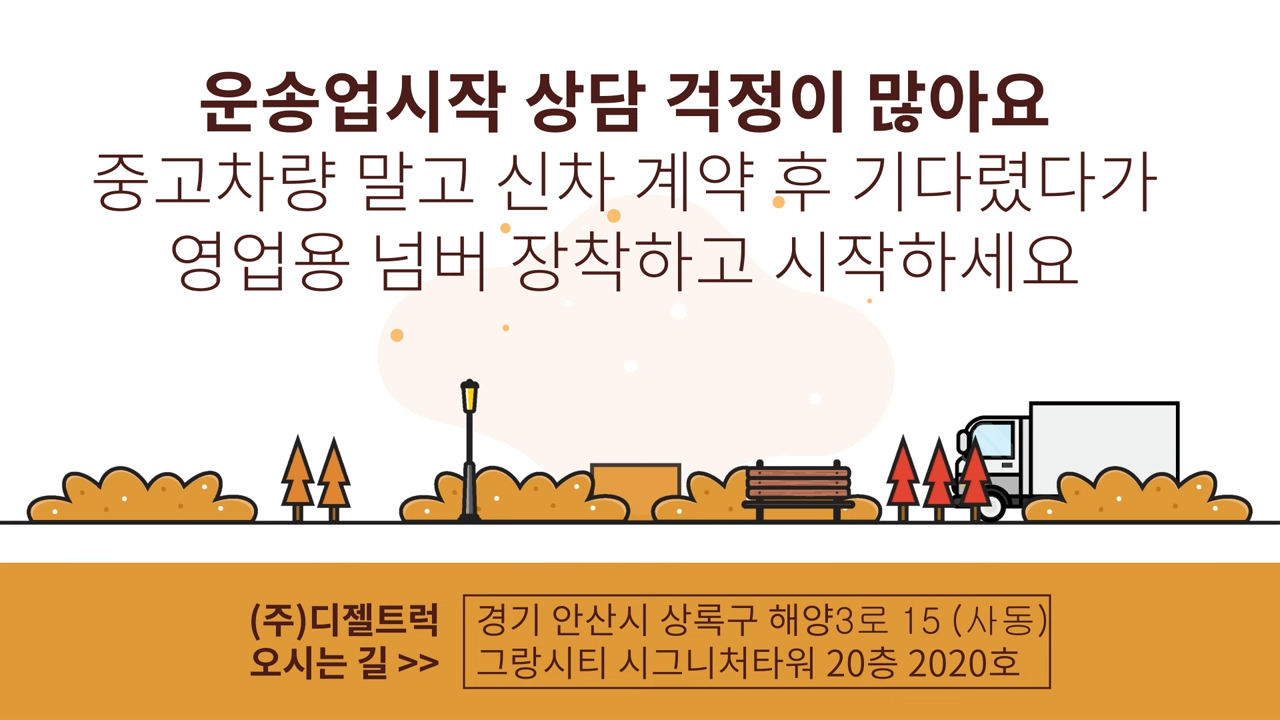 운송업시작 상담 걱정이 많아요
중고차량 말고 신차 계약 후 기다렸다가
영업용 넘버 장착하고 시작하세요
(주)디젤트럭
오시는 길 >>
경기 안산시 상록구 해양3로 15 (사동)
그랑시티 시그니처타워 20층 2020호